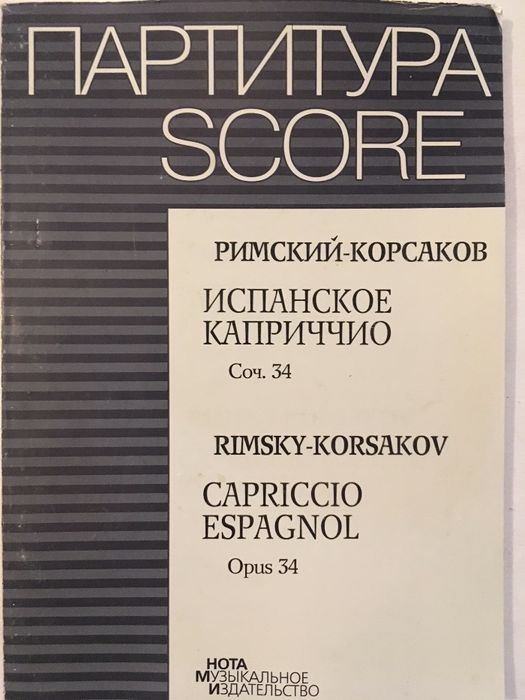 ПАРТИТУРА
SCORE
РИМСКИЙ-КОРСАКОВ
ИСПАНСКОЕ
КАПРИЧЧИО
Соч. 34
RIMSKY-KORSAKOV
CAPRICCIO
ESPAGNOL
Opus 34
НОТА
МУЗЫКАЛЬНОЕ
ИЗДАТЕЛЬСТВО